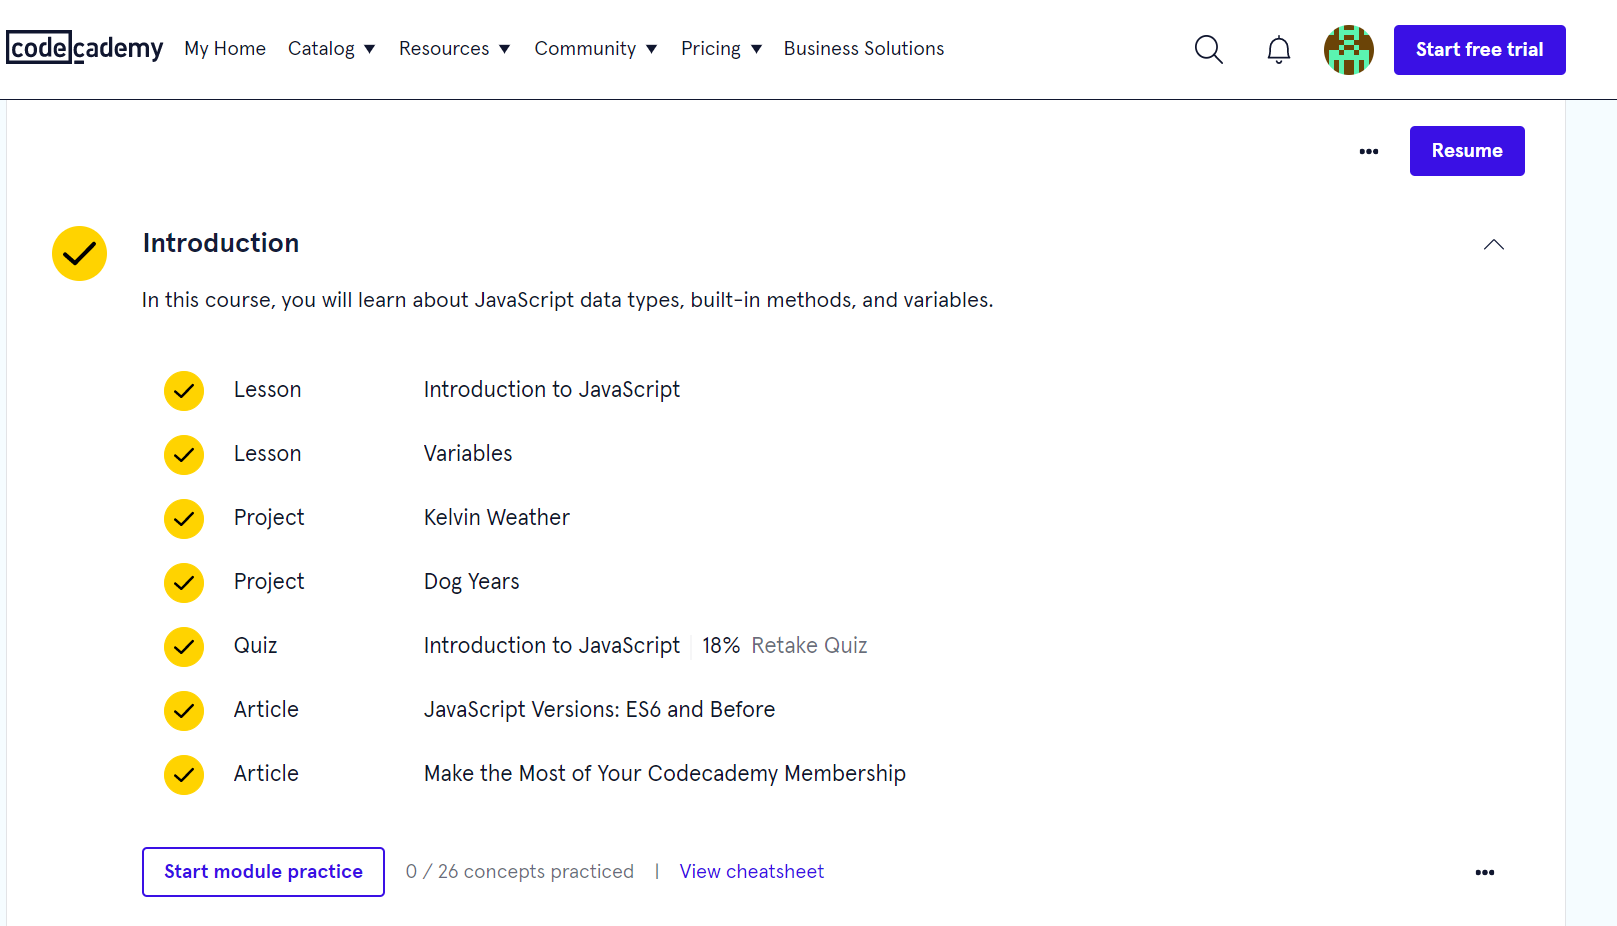 codecademy My Home Catalog Resources Community Pricing Business Solutions Start free trial
Resume
Introduction
In this course, you will learn about JavaScript data types, built-in methods, and variables.
Lesson Introduction to JavaScript
Lesson Variables
Project Kelvin Weather
Project Dog Years
Quiz Introduction to JavaScript 18% Retake Quiz
Article JavaScript Versions: ES6 and Before
Article Make the Most of Your Codecademy Membership
Start module practice 0 / 26 concepts practiced | View cheatsheet